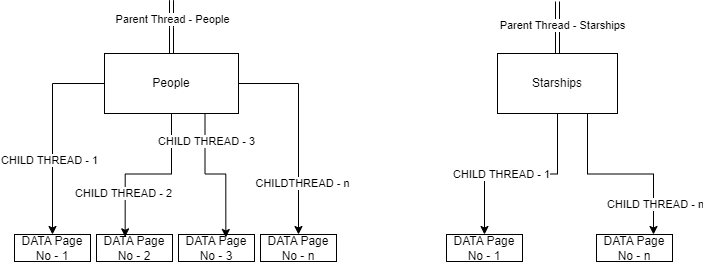 Parent Thread - People
Parent Thread - Starships
People
Starships
CHILD THREAD - 3
CHILD THREAD - 1
CHILD THREAD - 1
CHILDTHREAD - n
CHILD THREAD - 2
CHILD THREAD - n
DATA Page
No - 1
DATA Page
No - 2
DATA Page
No - 3
DATA Page
No - n
DATA Page
No - 1
DATA Page
No - n